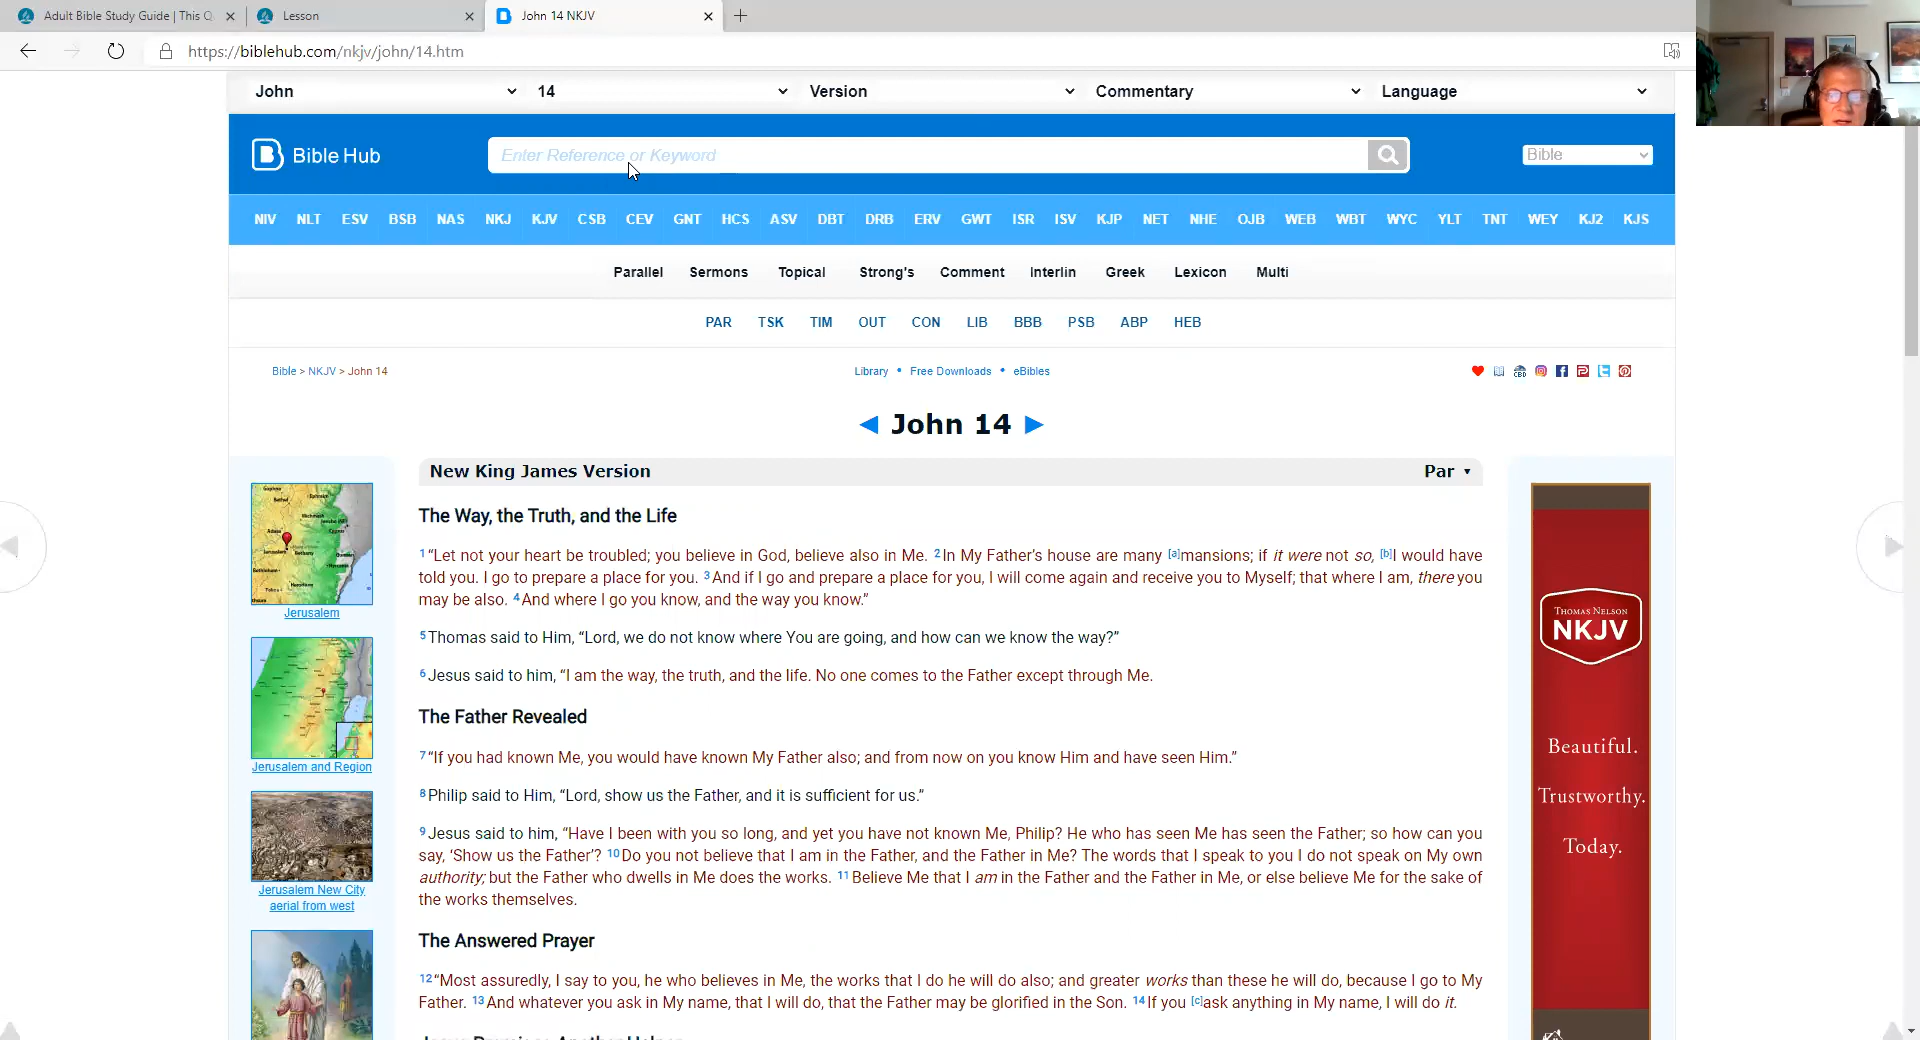 Adult Bible Study Guide | This Q
Lesson
John 14 NKJV
https://biblehub.com/nkjv/john/14.htm
John 14 Version Commentary Language
Bible Hub Enter Reference or Keyword Bible
NIV NLT ESV BSB NAS NKJ KJV CSB CEV GNT HCS ASV DBT DRB ERV GWT ISR ISV KJP NET NHE OJB WEB WBT WYC YLT TNT WEY KJ2 KJS
Parallel Sermons Topical Strong's Comment Interlin Greek Lexicon Multi
PAR TSK TIM OUT CON LIB BBB PSB ABP HEB
Bible > NKJV > John 14 Library • Free Downloads • eBibles
◄ John 14 ►
New King James Version Par ▼
The Way, the Truth, and the Life
1“Let not your heart be troubled; you believe in God, believe also in Me. 2In My Father’s house are many [a]mansions; if it were not so, [b]I would have
told you. I go to prepare a place for you. 3And if I go and prepare a place for you, I will come again and receive you to Myself; that where I am, there you
may be also. 4And where I go you know, and the way you know.”
5Thomas said to Him, “Lord, we do not know where You are going, and how can we know the way?”
6Jesus said to him, “I am the way, the truth, and the life. No one comes to the Father except through Me.
The Father Revealed
7“If you had known Me, you would have known My Father also; and from now on you know Him and have seen Him.”
8Philip said to Him, “Lord, show us the Father, and it is sufficient for us.”
9Jesus said to him, “Have I been with you so long, and yet you have not known Me, Philip? He who has seen Me has seen the Father; so how can you
say, ‘Show us the Father’? 10Do you not believe that I am in the Father, and the Father in Me? The words that I speak to you I do not speak on My own
authority; but the Father who dwells in Me does the works. 11Believe Me that I am in the Father and the Father in Me, or else believe Me for the sake of
the works themselves.
The Answered Prayer
12“Most assuredly, I say to you, he who believes in Me, the works that I do he will do also; and greater works than these he will do, because I go to My
Father. 13And whatever you ask in My name, that I will do, that the Father may be glorified in the Son. 14If you [c]ask anything in My name, I will do it.
Jerusalem
Jerusalem and Region
Jerusalem New City
aerial from west
THOMAS NELSON
NKJV
Beautiful.
Trustworthy.
Today.